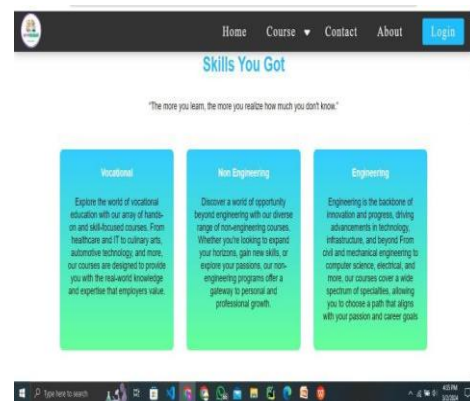 Home Course Contact About Login
Skills You Got
"The more you learn, the more you realize how much you don't know."
Vocational
Explore the world of vocational
education with our array of hands-
on and skill-focused courses. From
healthcare and IT to culinary arts,
automotive technology, and more,
our courses are designed to provide
you with the real-world knowledge
and expertise that employers value.
Non Engineering
Discover a world of opportunity
beyond engineering with our diverse
range of non-engineering courses.
Whether you're looking to expand
your horizons, gain new skills, or
explore your passions, our non-
engineering programs offer a
gateway to personal and
professional growth.
Engineering
Engineering is the backbone of
innovation and progress, driving
advancements in technology,
infrastructure, and beyond From
civil and mechanical engineering to
computer science, electrical, and
more, our courses cover a wide
spectrum of specialties, allowing
you to choose a path that aligns
with your passion and career goals
Type here to search
4:55 PM